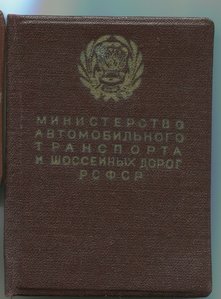 МИНИСТЕРСТВО
АВТОМОБИЛЬНОГО
ТРАНСПОРТА
И ШОССЕЙНЫХ ДОРОГ
РСФСР